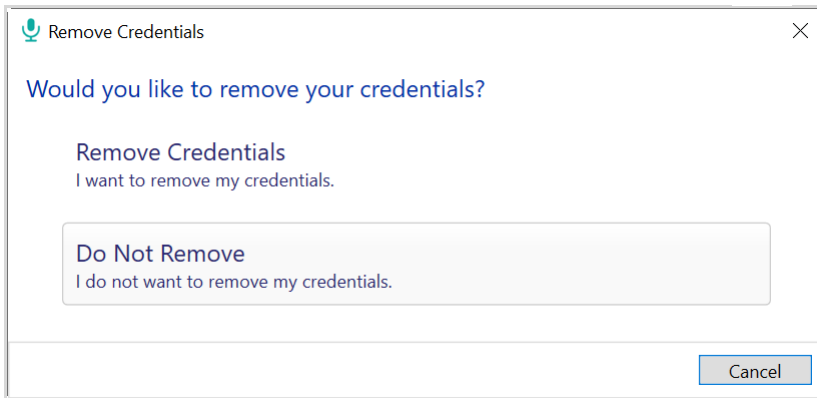 Remove Credentials
Would you like to remove your credentials?
Remove Credentials
I want to remove my credentials.
Do Not Remove
I do not want to remove my credentials.
Cancel